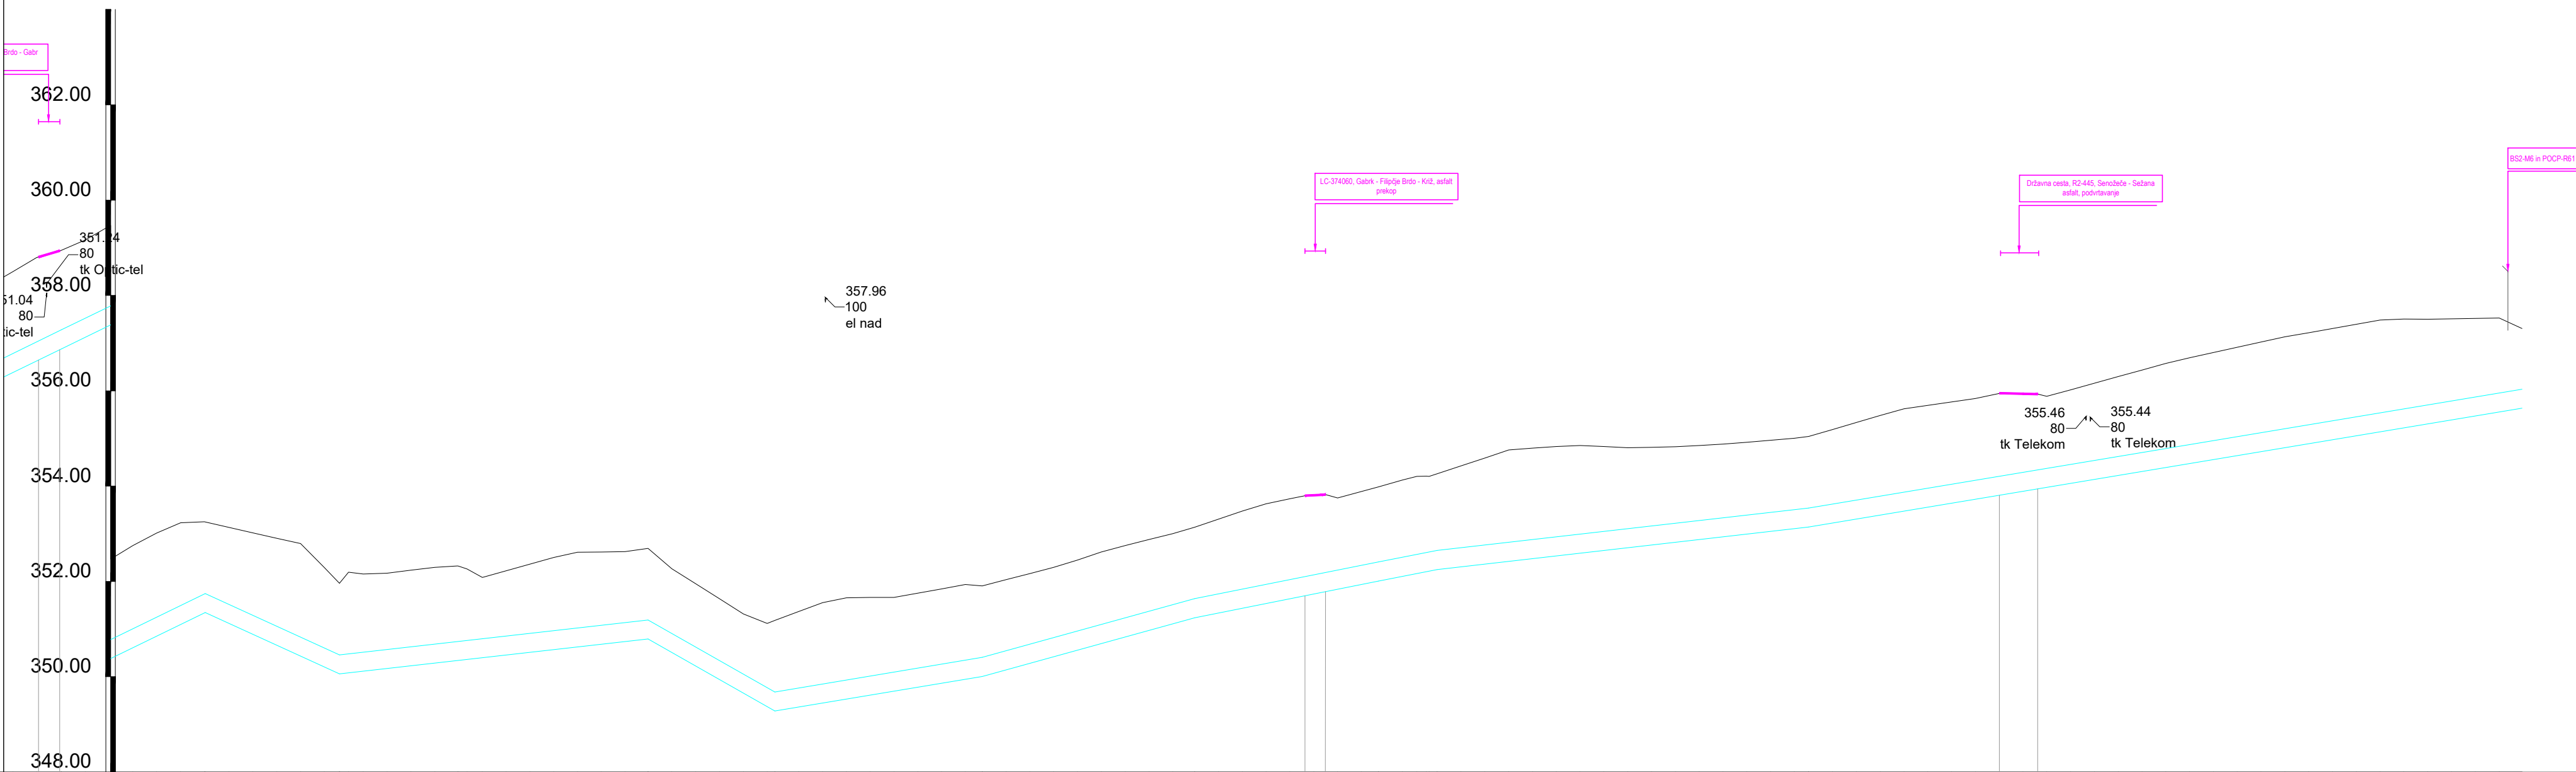 Brdo - Gabr
362.00
360.00
351.24
80
tk Optic-tel
358.00
51.04
80
tic-tel
356.00
354.00
352.00
350.00
348.00
357.96
100
el nad
LC-374060, Gabrk - Filipčje Brdo - Križ, asfalt
prekop
Državna cesta, R2-445, Senožeče - Sežana
asfalt, podvrtavanje
355.46
80
tk Telekom
355.44
80
tk Telekom
BS2-M6 in POCP-R61